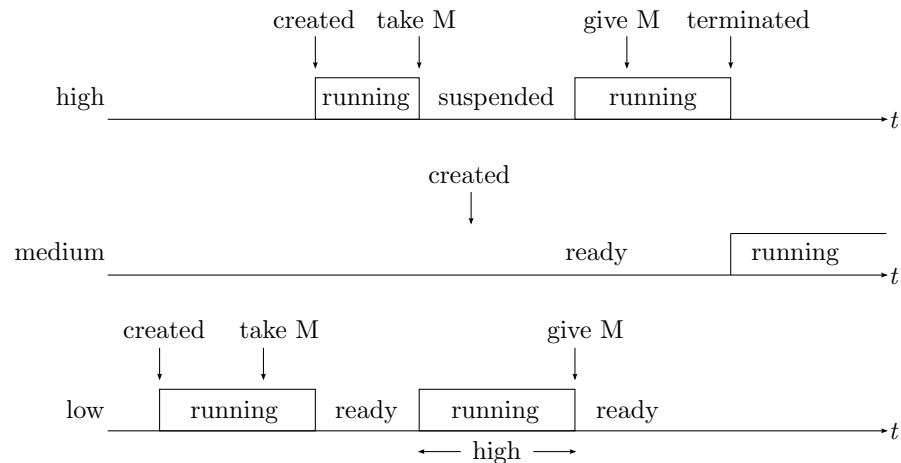 created take M give M terminated
high running suspended running t
created
medium ready running t
created take M give M
low running ready running ready t
high